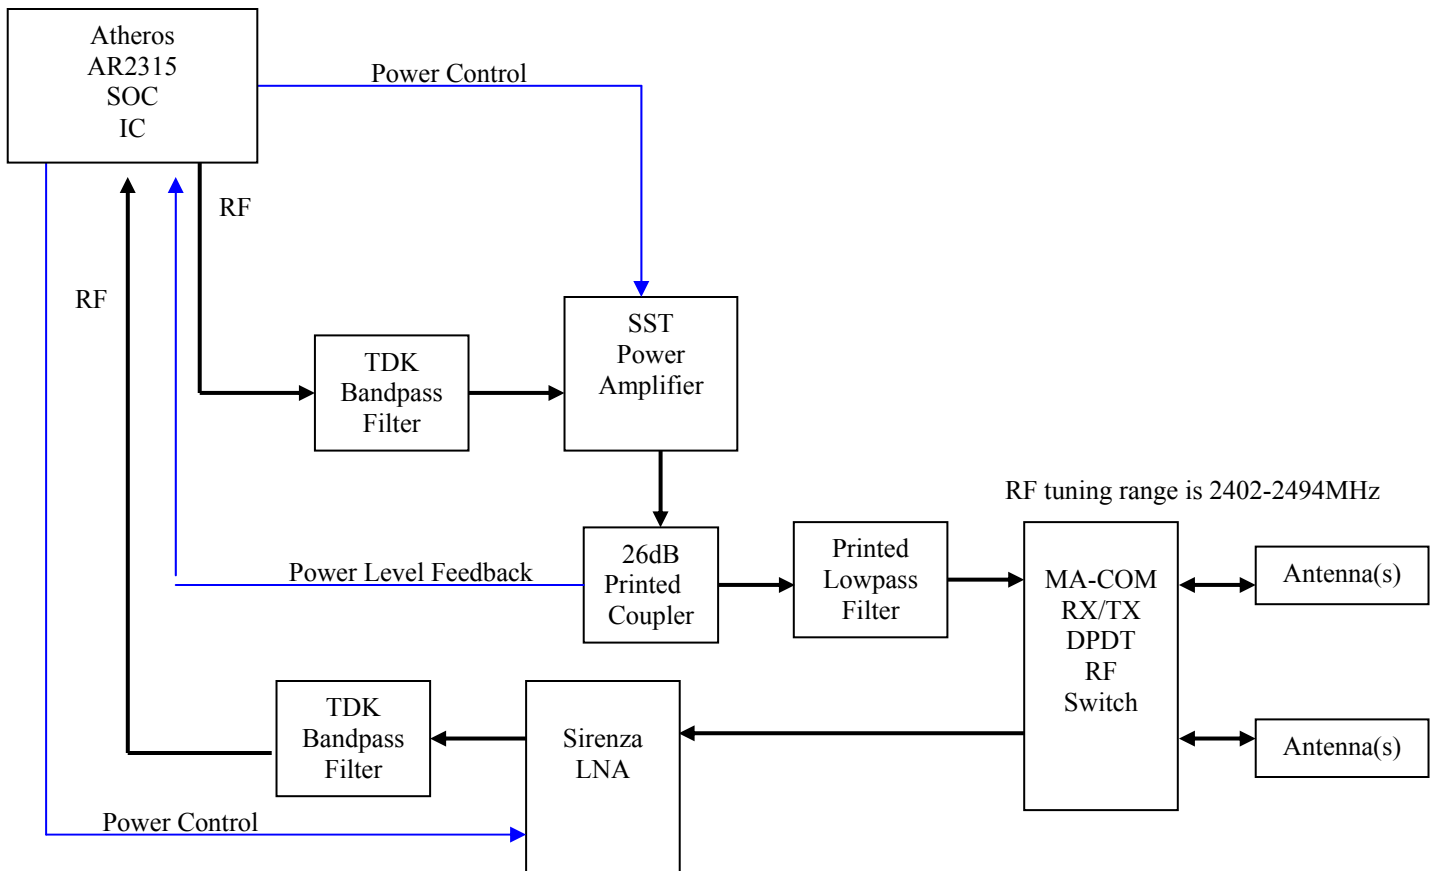 Atheros
AR2315
SOC
IC
Power Control
RF
RF
SST
Power
Amplifier
TDK
Bandpass
Filter
RF tuning range is 2402-2494MHz
26dB
Printed
Coupler
Power Level Feedback
Printed
Lowpass
Filter
MA-COM
RX/TX
DPDT
RF
Switch
Antenna(s)
Antenna(s)
TDK
Bandpass
Filter
Sirenza
LNA
Power Control